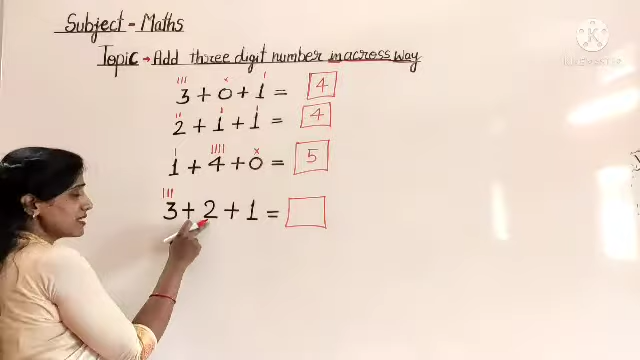 Subject - Maths
Topic → Add three digit number in across way
3 + 0 + 1 = 4
2 + 1 + 1 = 4
1 + 4 + 0 = 5
3 + 2 + 1 =
KINEMASTER